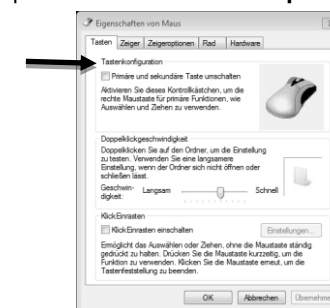 Eigenschaften von Maus
Tasten Zeiger Zeigeroptionen Rad Hardware
Tastenkonfiguration
Primäre und sekundäre Taste umschalten
Aktivieren Sie dieses Kontrollkästchen, um die
rechte Maustaste für primäre Funktionen, wie
Auswählen und Ziehen zu verwenden.
Doppelklickgeschwindigkeit
Doppelklicken Sie auf den Ordner, um die Einstellung
zu testen. Verwenden Sie eine langsamere
Einstellung, wenn der Ordner sich nicht öffnen oder
schließen lässt.
Geschwin-
digkeit: Langsam Schnell
KlickEinrasten
KlickEinrasten einschalten Einstellungen...
Ermöglicht das Auswählen oder Ziehen, ohne die Maustaste ständig
gedrückt zu halten. Drücken Sie die Maustaste kurzzeitig, um die
Funktion zu verwenden. Klicken Sie die Maustaste erneut, um die
Tastenfeststellung zu beenden.
OK Abbrechen Übernehme